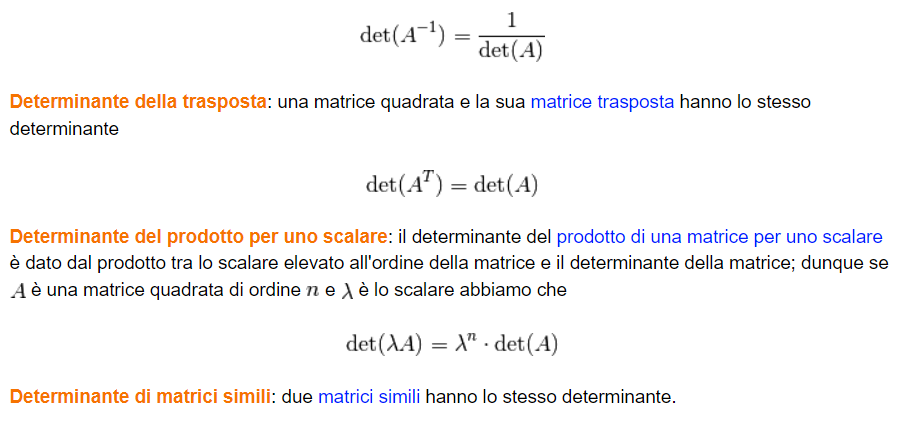 det(A⁻¹) = 1/det(A)
Determinante della trasposta: una matrice quadrata e la sua matrice trasposta hanno lo stesso
determinante
det(Aᵀ) = det(A)
Determinante del prodotto per uno scalare: il determinante del prodotto di una matrice per uno scalare
è dato dal prodotto tra lo scalare elevato all'ordine della matrice e il determinante della matrice; dunque se
A è una matrice quadrata di ordine n e λ è lo scalare abbiamo che
det(λA) = λⁿ · det(A)
Determinante di matrici simili: due matrici simili hanno lo stesso determinante.